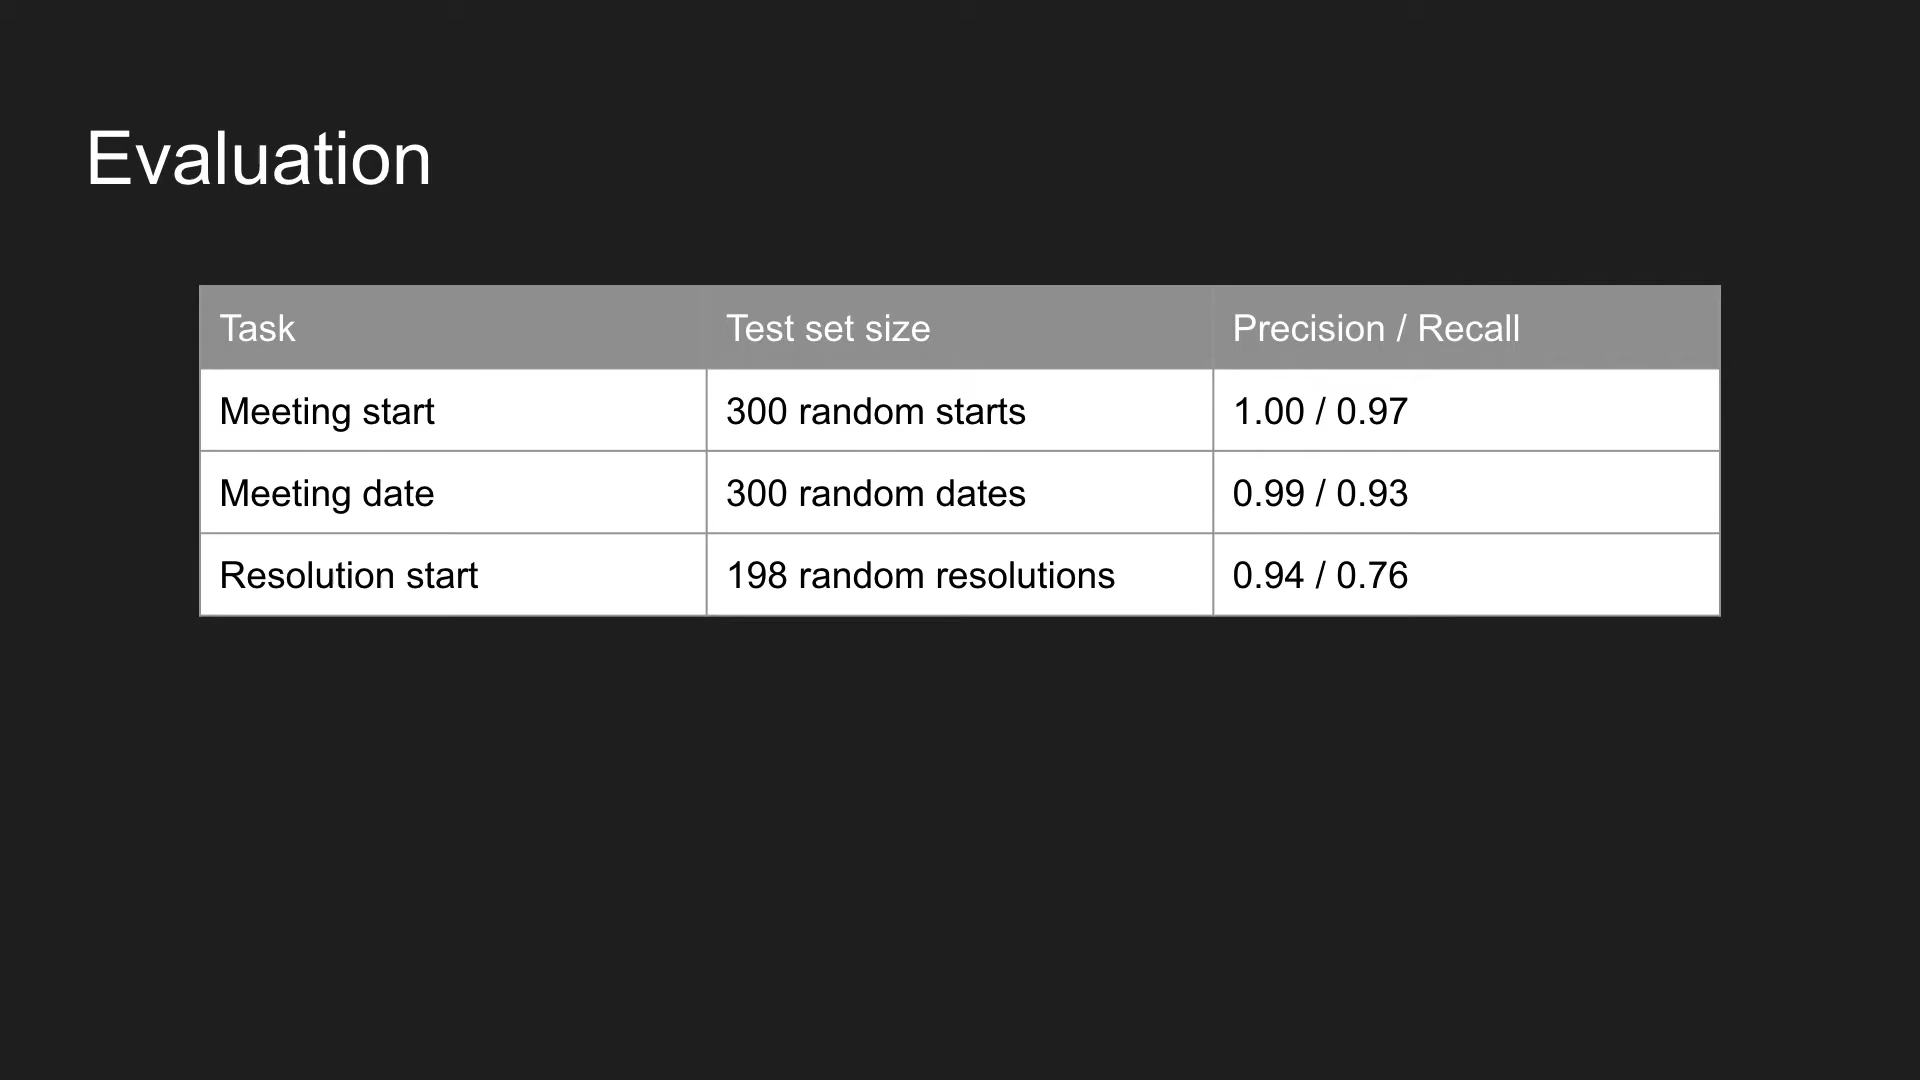 Evaluation
Task Test set size Precision / Recall
Meeting start 300 random starts 1.00 / 0.97
Meeting date 300 random dates 0.99 / 0.93
Resolution start 198 random resolutions 0.94 / 0.76